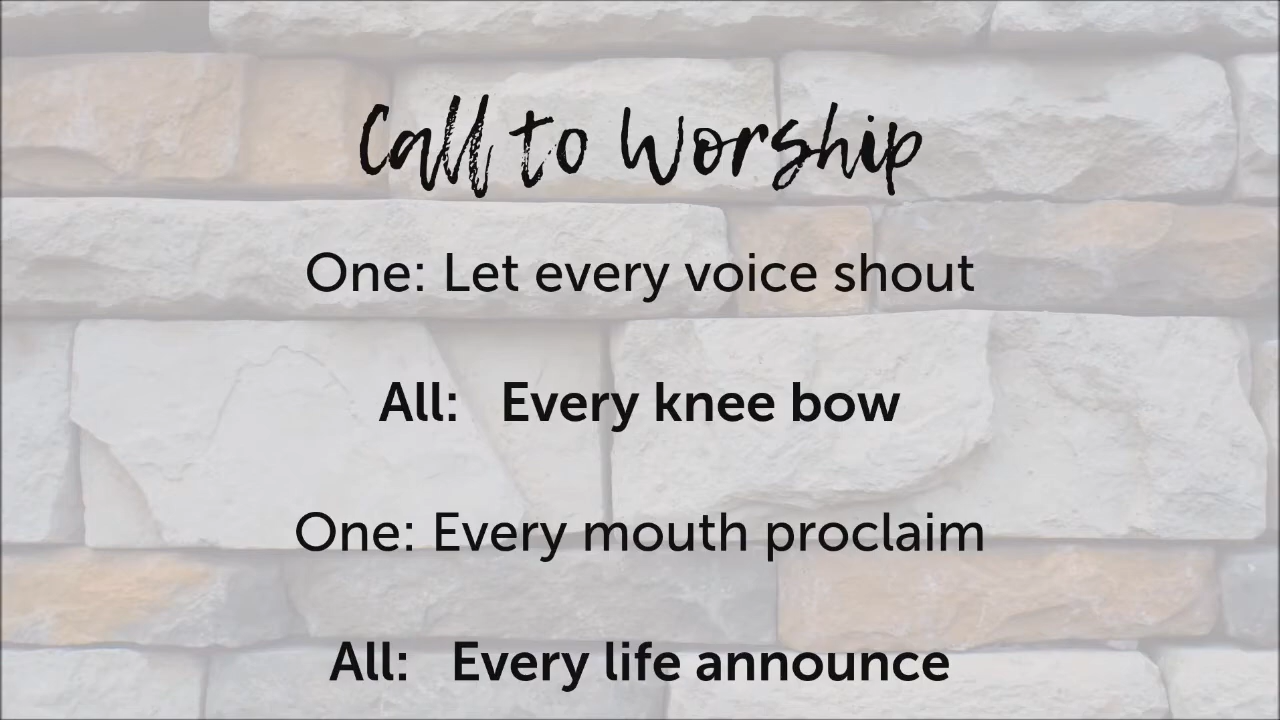 Call to Worship
One: Let every voice shout
All: Every knee bow
One: Every mouth proclaim
All: Every life announce